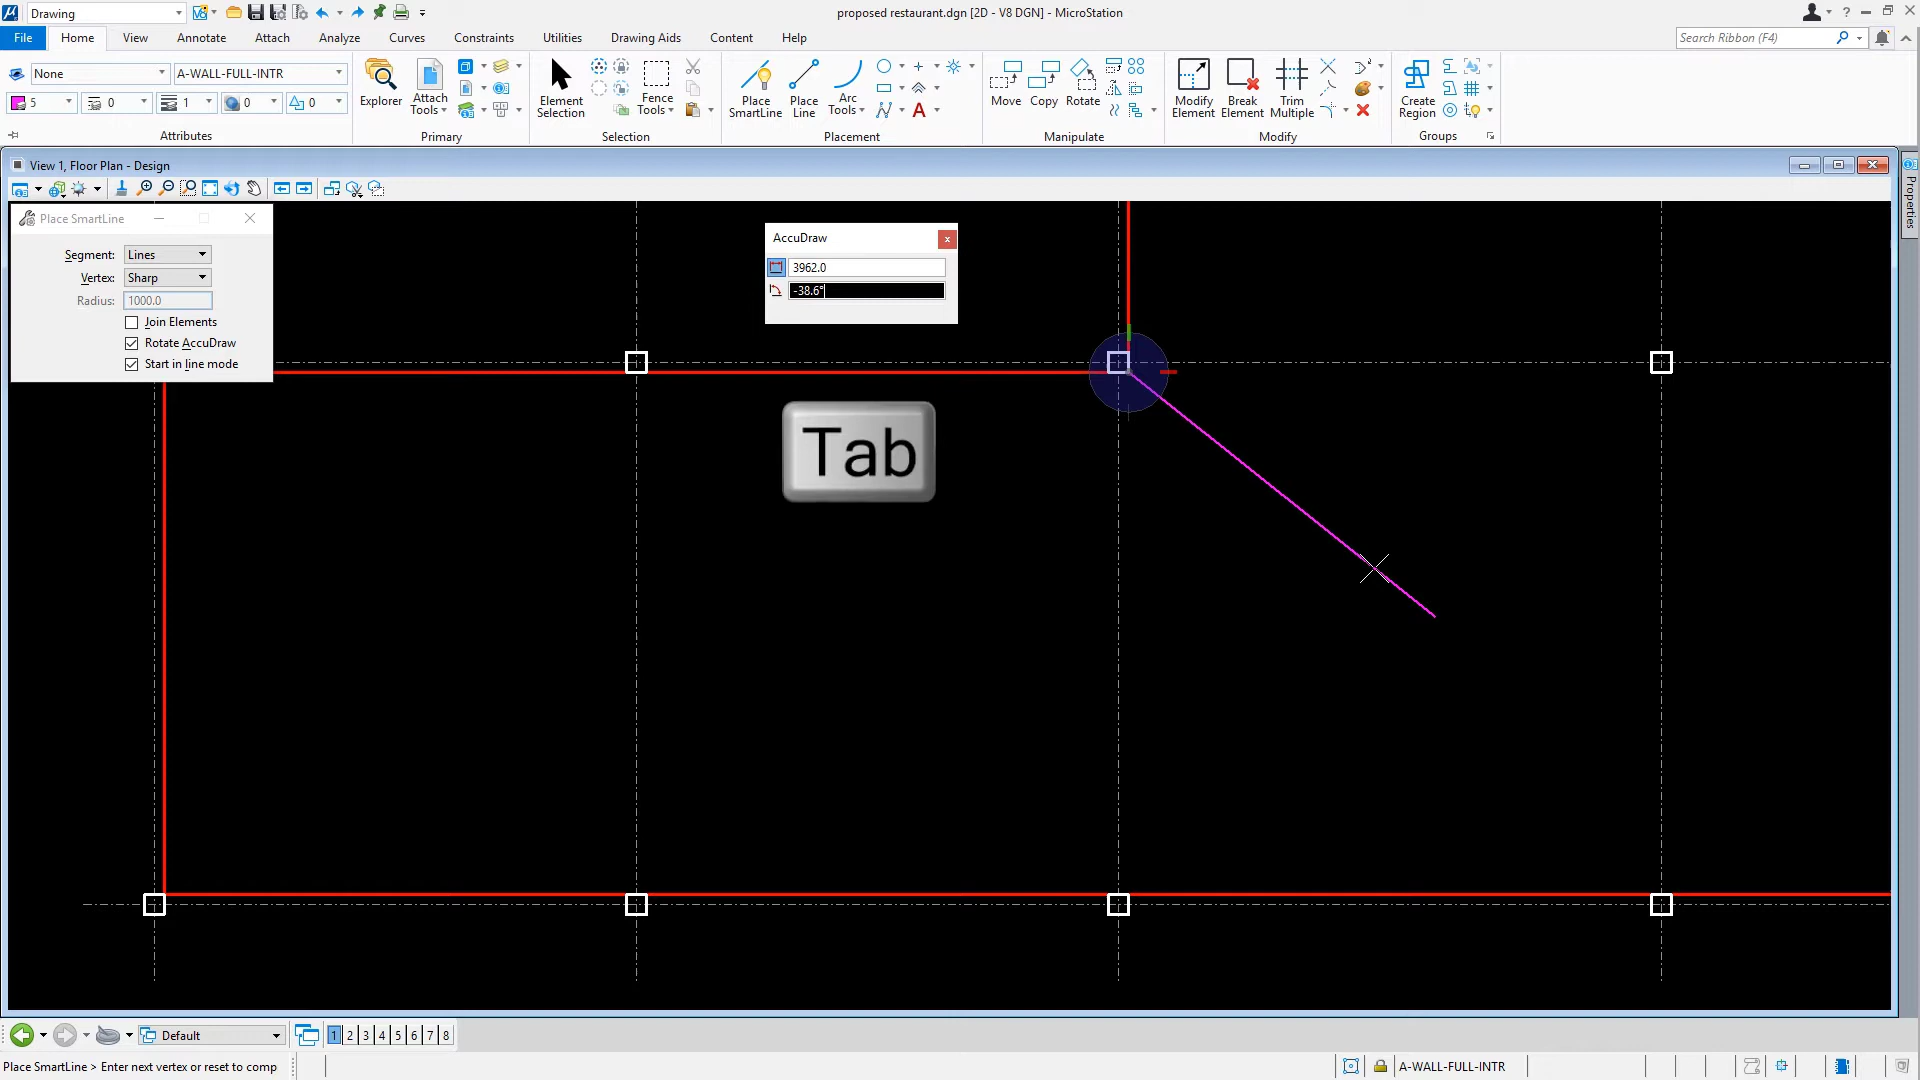 Drawing
proposed restaurant.dgn [2D - V8 DGN] - MicroStation
File Home View Annotate Attach Analyze Curves Constraints Utilities Drawing Aids Content Help
Search Ribbon (F4)
None A-WALL-FULL-INTR
5 0 1 0 0
Explorer Attach Tools Element Selection Fence Tools Place SmartLine Place Line Arc Tools Move Copy Rotate Modify Element Break Element Trim Multiple Create Region
Attributes Primary Selection Placement Manipulate Modify Groups
View 1, Floor Plan - Design
Properties
Place SmartLine
Segment: Lines
Vertex: Sharp
Radius: 1000.0
Join Elements
Rotate AccuDraw
Start in line mode
AccuDraw
3962.0
-38.6°
Tab
Default 1 2 3 4 5 6 7 8
Place SmartLine > Enter next vertex or reset to comp
A-WALL-FULL-INTR